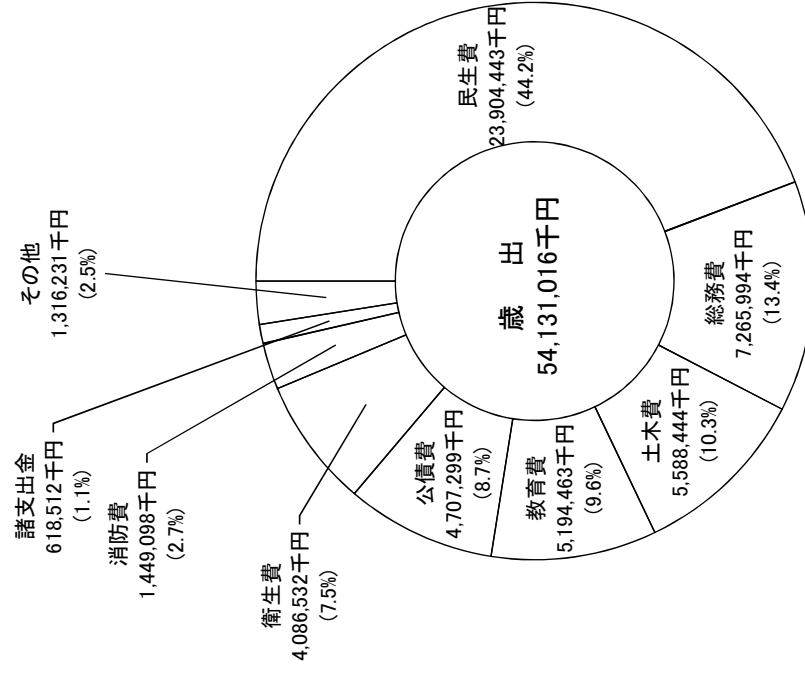 歳 出
54,131,016千円
民生費
23,904,443千円
(44.2%)
総務費
7,265,994千円
(13.4%)
土木費
5,588,444千円
(10.3%)
教育費
5,194,463千円
(9.6%)
公債費
4,707,299千円
(8.7%)
衛生費
4,086,532千円
(7.5%)
消防費
1,449,098千円
(2.7%)
諸支出金
618,512千円
(1.1%)
その他
1,316,231千円
(2.5%)